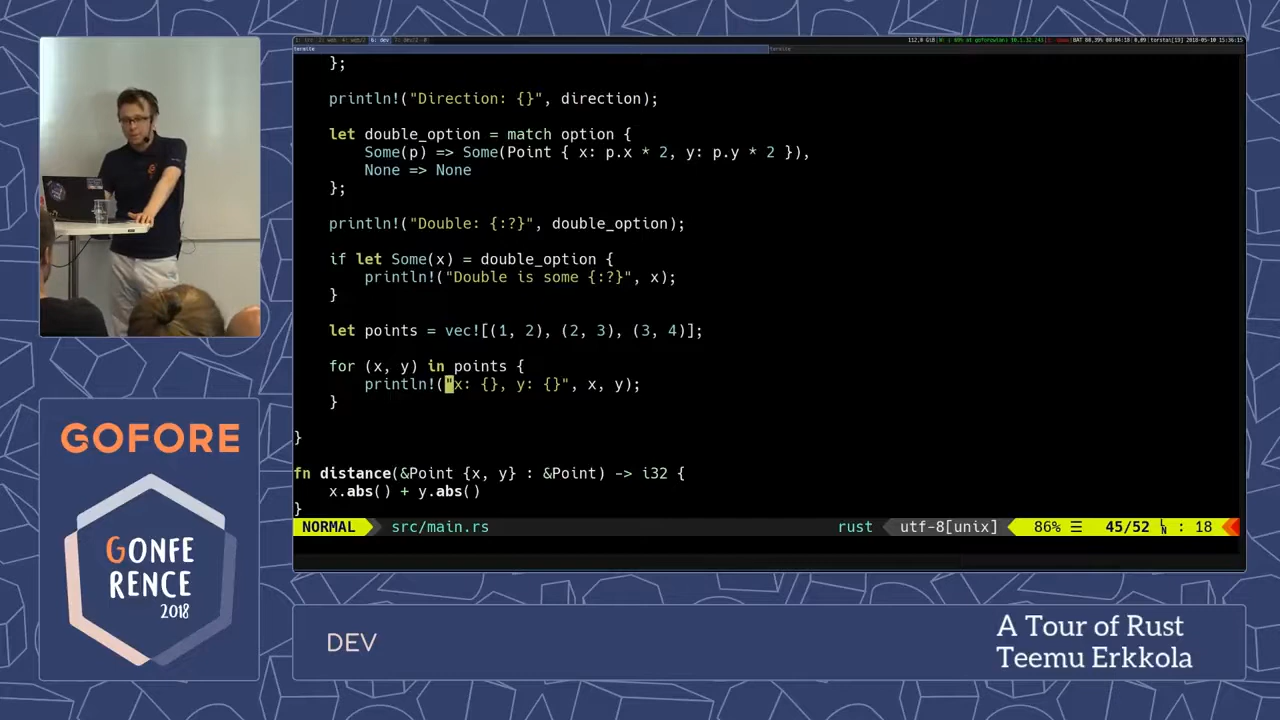 };
println!("Direction: {}", direction);
let double_option = match option {
Some(p) => Some(Point { x: p.x * 2, y: p.y * 2 }),
None => None
};
println!("Double: {:?}", double_option);
if let Some(x) = double_option {
println!("Double is some {:?}", x);
}
let points = vec![(1, 2), (2, 3), (3, 4)];
for (x, y) in points {
println!("x: {}, y: {}", x, y);
}
}
fn distance(&Point {x, y} : &Point) -> i32 {
x.abs() + y.abs()
}
NORMAL src/main.rs rust utf-8[unix] 86% ☰ 45/52 : 18
GOFORE
GONFE
RENCE
2018
DEV
A Tour of Rust
Teemu Erkkola